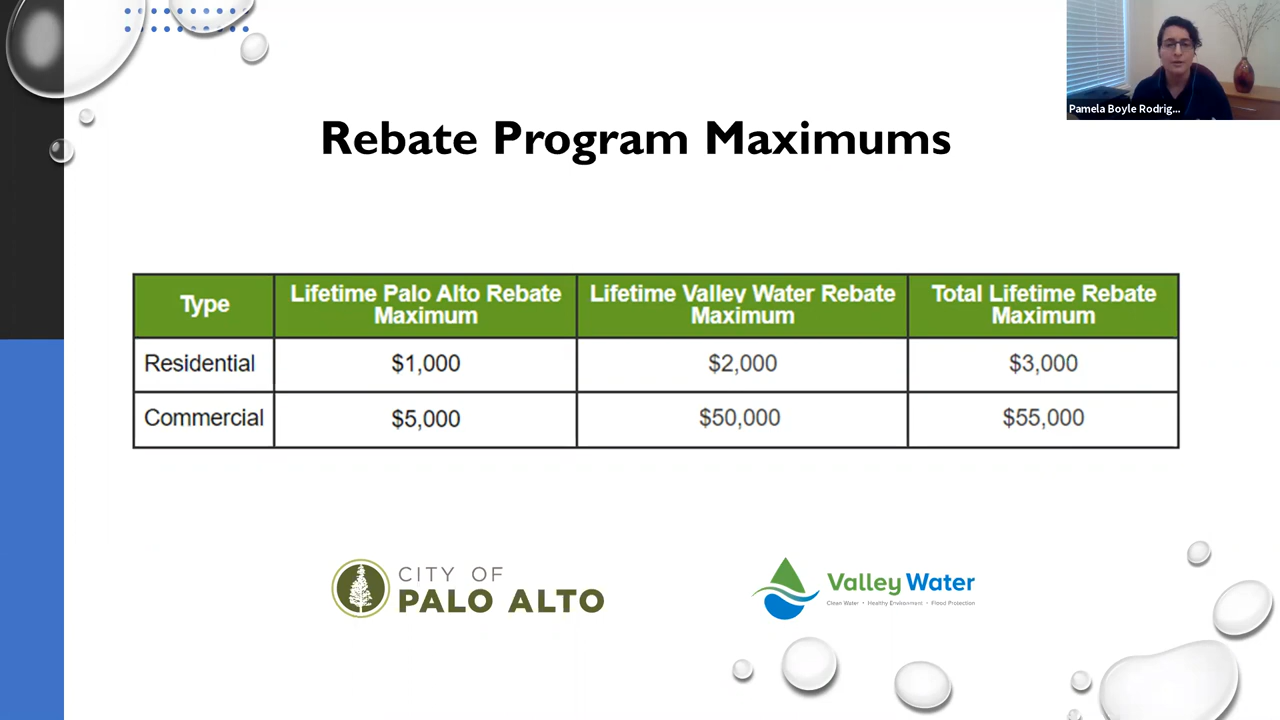 Pamela Boyle Rodrig...
Rebate Program Maximums
Type
Lifetime Palo Alto Rebate
Maximum
Lifetime Valley Water Rebate
Maximum
Total Lifetime Rebate
Maximum
Residential $1,000 $2,000 $3,000
Commercial $5,000 $50,000 $55,000
CITY OF
PALO ALTO
Valley Water
Clean Water • Healthy Environment • Flood Protection